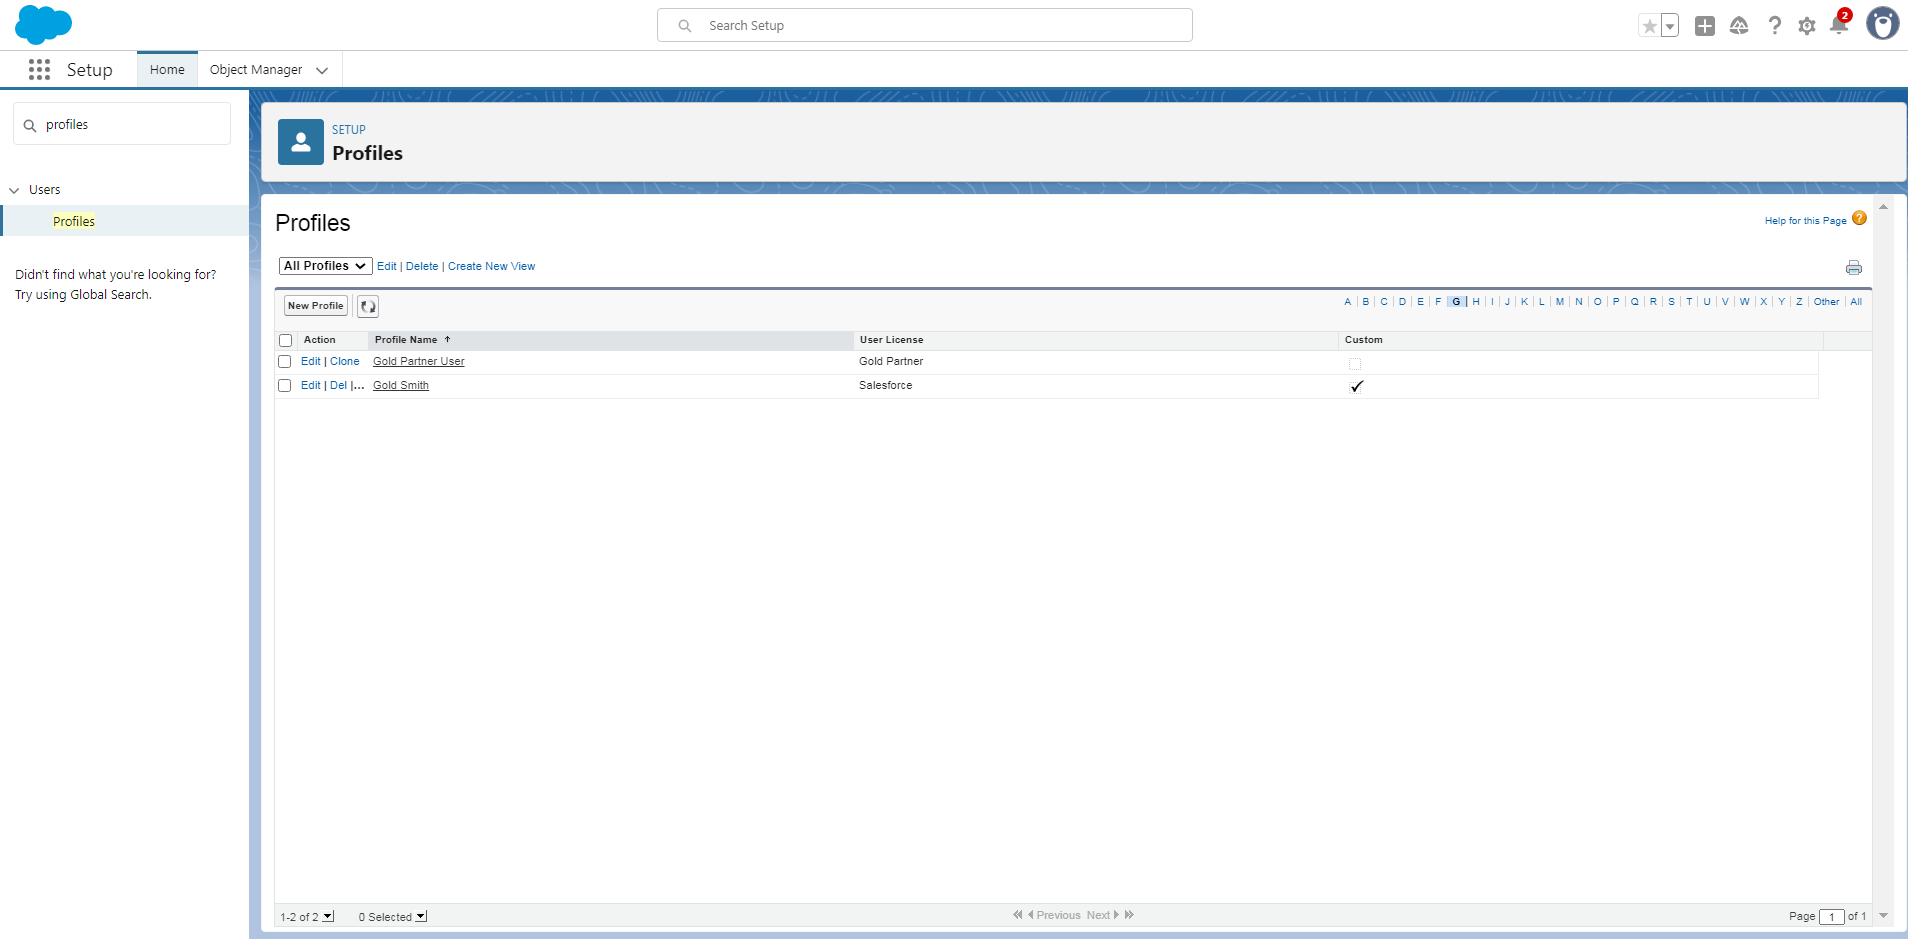 Search Setup
2
Setup
Home
Object Manager
profiles
Users
Profiles
Didn't find what you're looking for?
Try using Global Search.
SETUP
Profiles
Profiles
Help for this Page ?
All Profiles Edit | Delete | Create New View
New Profile
A | B | C | D | E | F | G | H | I | J | K | L | M | N | O | P | Q | R | S | T | U | V | W | X | Y | Z | Other | All
Action Profile Name User License Custom
Edit | Clone Gold Partner User Gold Partner
Edit | Del |... Gold Smith Salesforce
1-2 of 2 0 Selected Previous Next Page 1 of 1